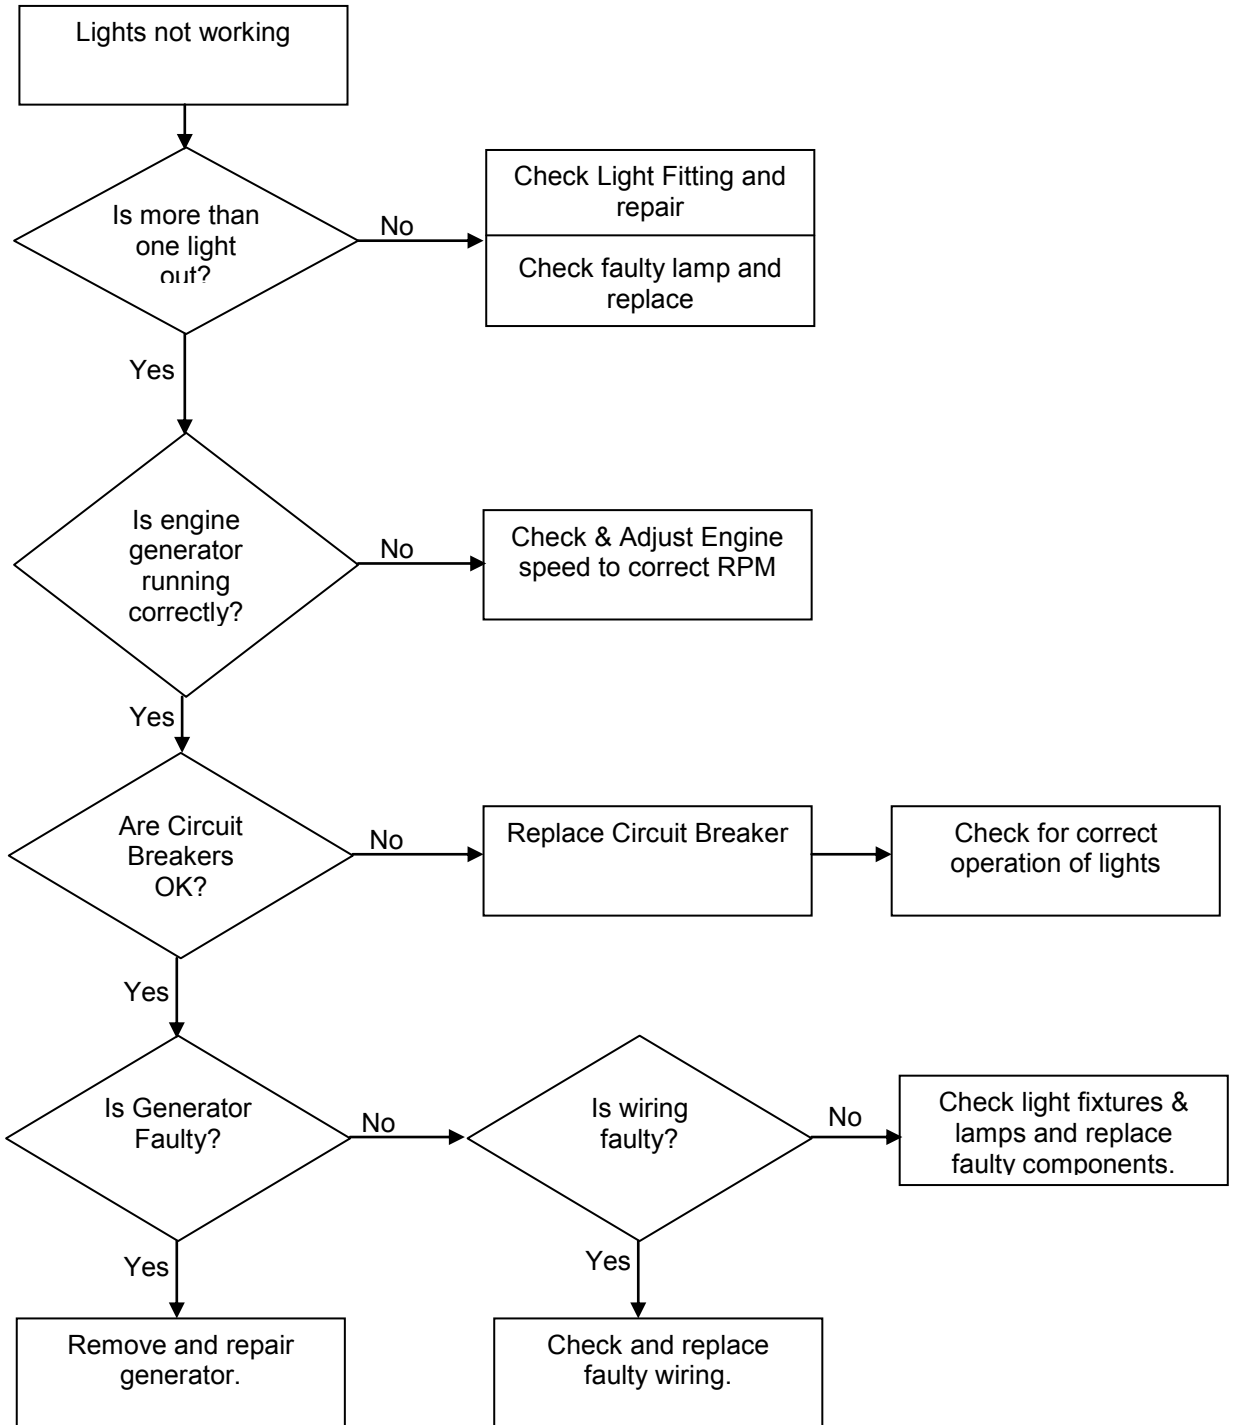 Lights not working
Is more than
one light
out?
No
Check Light Fitting and
repair
Check faulty lamp and
replace
Yes
Is engine
generator
running
correctly?
No
Check & Adjust Engine
speed to correct RPM
Yes
Are Circuit
Breakers
OK?
No
Replace Circuit Breaker
Check for correct
operation of lights
Yes
Is Generator
Faulty?
No
Is wiring
faulty?
No
Check light fixtures &
lamps and replace
faulty components.
Yes
Yes
Remove and repair
generator.
Check and replace
faulty wiring.